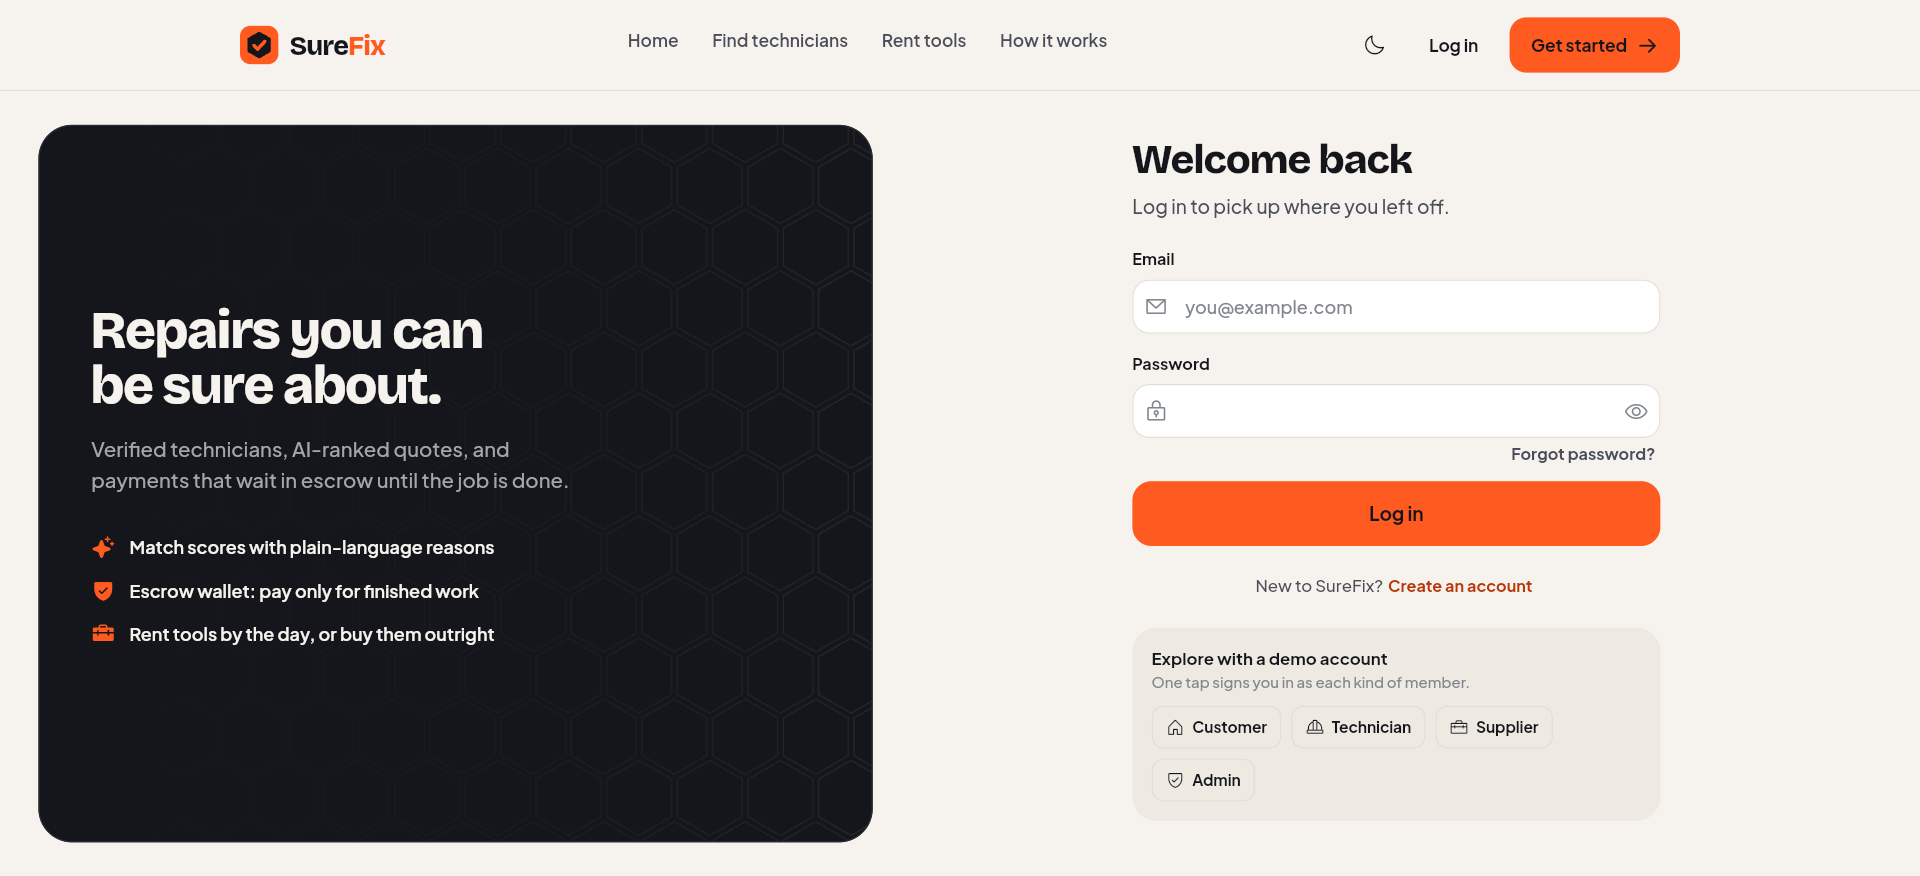 SureFix
Home
Find technicians
Rent tools
How it works
Log in
Get started
Repairs you can
be sure about.
Verified technicians, AI-ranked quotes, and
payments that wait in escrow until the job is done.
Match scores with plain-language reasons
Escrow wallet: pay only for finished work
Rent tools by the day, or buy them outright
Welcome back
Log in to pick up where you left off.
Email
you@example.com
Password
Forgot password?
Log in
New to SureFix? Create an account
Explore with a demo account
One tap signs you in as each kind of member.
Customer
Technician
Supplier
Admin